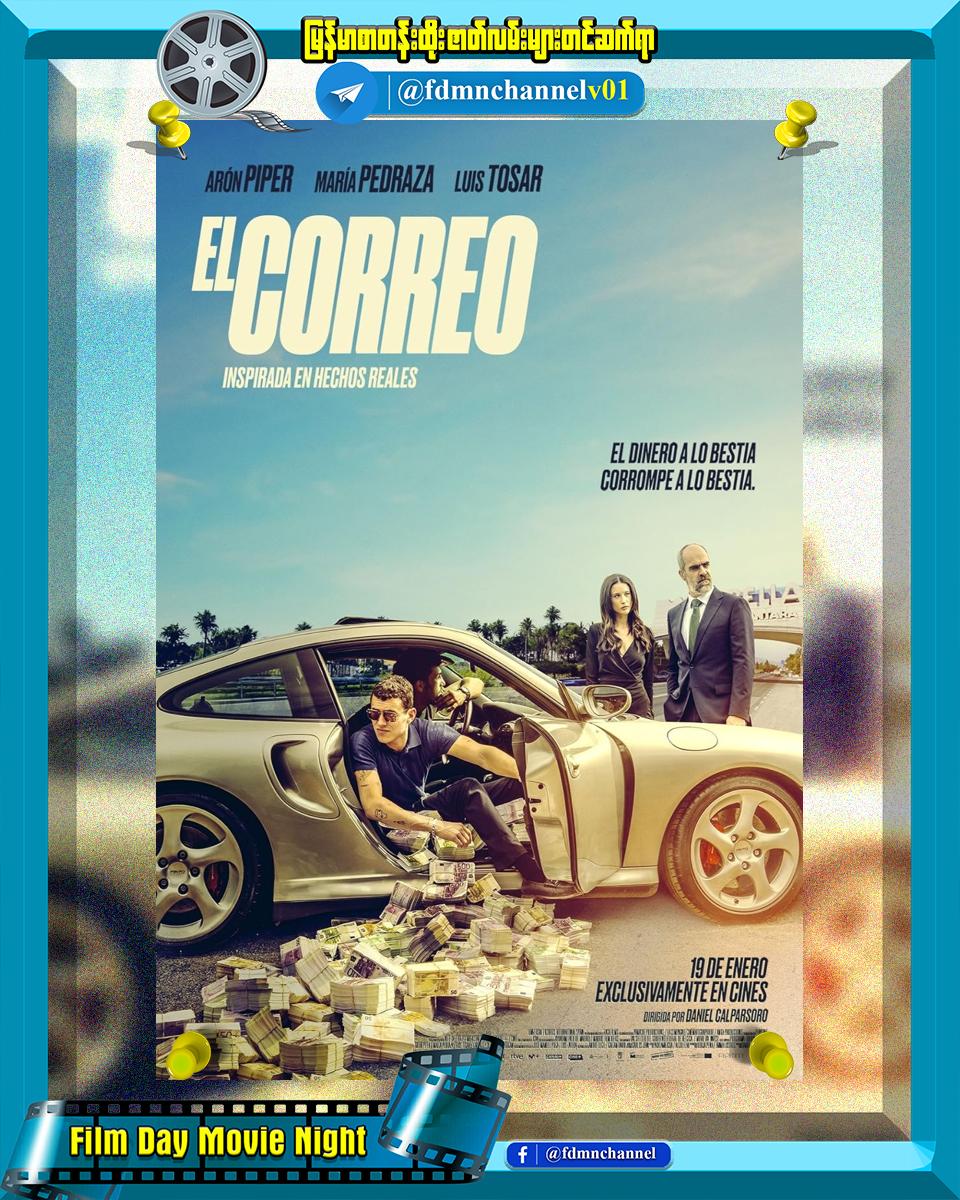 မြန်မာစာတန်းထိုးဇာတ်လမ်းများတင်ဆက်ရာ
@fdmnchannelv01
ARÓN PIPER MARÍA PEDRAZA LUIS TOSAR
EL CORREO
INSPIRADA EN HECHOS REALES
EL DINERO A LO BESTIA
CORROMPE A LO BESTIA.
19 DE ENERO
EXCLUSIVAMENTE EN CINES
DIRIGIDA POR DANIEL CALPARSORO
Film Day Movie Night
f @fdmnchannel